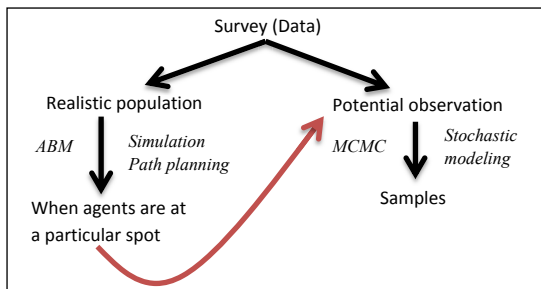 Survey (Data)
Realistic population
Potential observation
ABM
Simulation
Path planning
MCMC
Stochastic
modeling
When agents are at
a particular spot
Samples